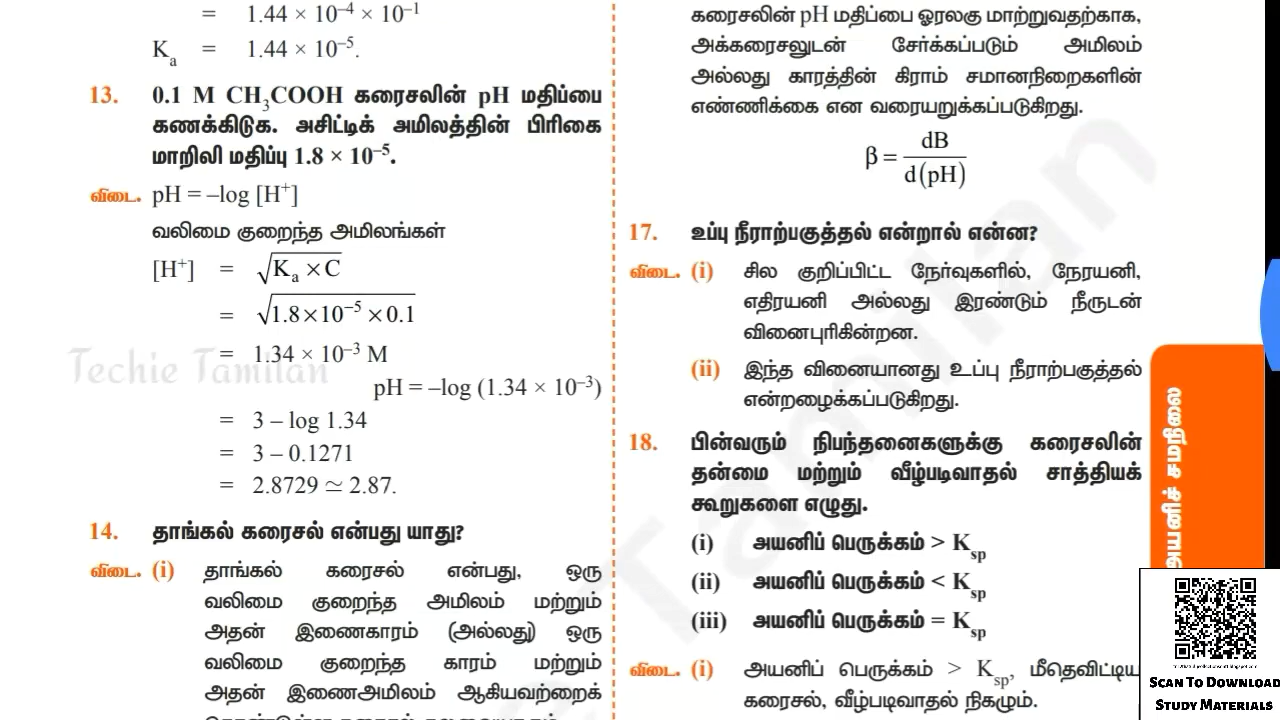 = 1.44 × 10–4 × 10–1
Ka = 1.44 × 10–5.
13. 0.1 M CH3COOH கரைசலின் pH மதிப்பை
கணக்கிடுக. அசிட்டிக் அமிலத்தின் பிரிகை
மாறிலி மதிப்பு 1.8 × 10–5.
விடை. pH = –log [H+]
வலிமை குறைந்த அமிலங்கள்
[H+] = √Ka × C
= √1.8×10–5 ×0.1
= 1.34 × 10–3 M
pH = –log (1.34 × 10–3)
= 3 – log 1.34
= 3 – 0.1271
= 2.8729 ≃ 2.87.
14. தாங்கல் கரைசல் என்பது யாது?
விடை. (i) தாங்கல் கரைசல் என்பது, ஒரு
வலிமை குறைந்த அமிலம் மற்றும்
அதன் இணைகாரம் (அல்லது) ஒரு
வலிமை குறைந்த காரம் மற்றும்
அதன் இணைஅமிலம் ஆகியவற்றைக்
கரைசலின் pH மதிப்பை ஓரலகு மாற்றுவதற்காக,
அக்கரைசலுடன் சேர்க்கப்படும் அமிலம்
அல்லது காரத்தின் கிராம் சமானநிறைகளின்
எண்ணிக்கை என வரையறுக்கப்படுகிறது.
β = dB / d(pH)
17. உப்பு நீராற்பகுத்தல் என்றால் என்ன?
விடை. (i) சில குறிப்பிட்ட நேர்வுகளில், நேரயனி,
எதிரயனி அல்லது இரண்டும் நீருடன்
வினைபுரிகின்றன.
(ii) இந்த வினையானது உப்பு நீராற்பகுத்தல்
என்றழைக்கப்படுகிறது.
18. பின்வரும் நிபந்தனைகளுக்கு கரைசலின்
தன்மை மற்றும் வீழ்படிவாதல் சாத்தியக்
கூறுகளை எழுது.
(i) அயனிப் பெருக்கம் > Ksp
(ii) அயனிப் பெருக்கம் < Ksp
(iii) அயனிப் பெருக்கம் = Ksp
விடை. (i) அயனிப் பெருக்கம் > Ksp, மீதெவிட்டிய
கரைசல், வீழ்படிவாதல் நிகழும்.
அயனிச் சமநிலை
Techie Tamilan
Tamilan
SCAN TO DOWNLOAD
STUDY MATERIALS